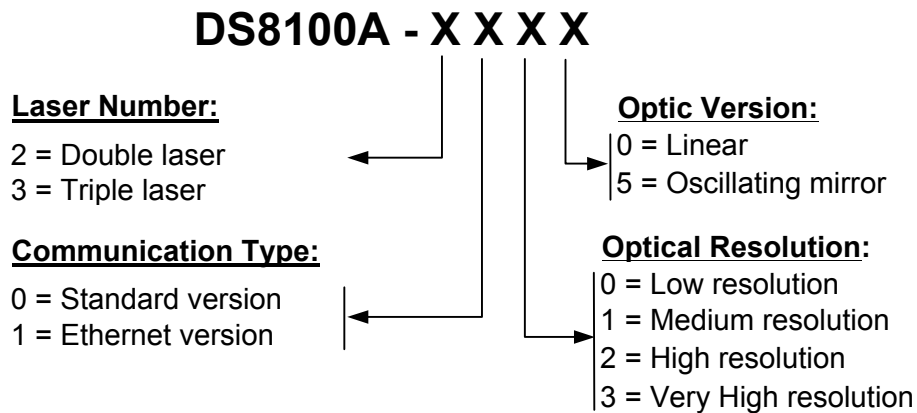 DS8100A - X X X X
Laser Number:
2 = Double laser
3 = Triple laser
Communication Type:
0 = Standard version
1 = Ethernet version
Optic Version:
0 = Linear
5 = Oscillating mirror
Optical Resolution:
0 = Low resolution
1 = Medium resolution
2 = High resolution
3 = Very High resolution